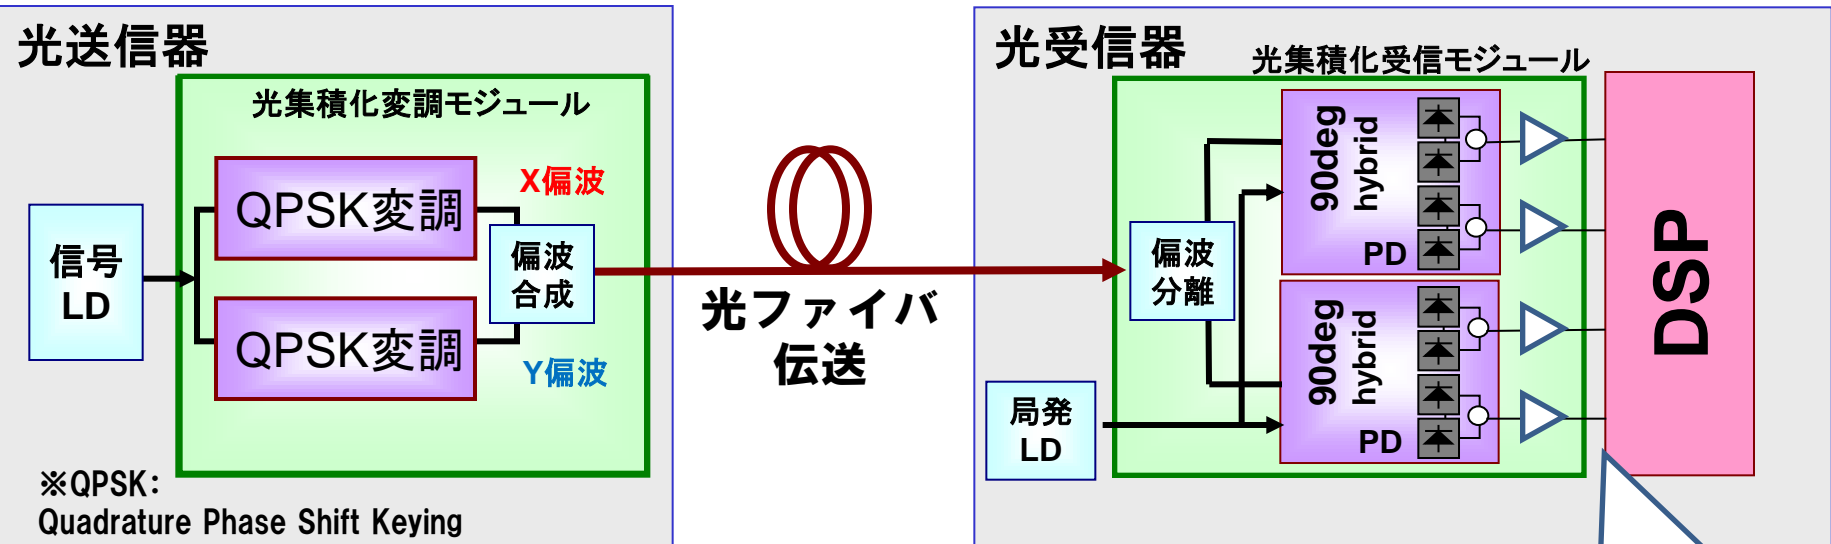 光送信器
光集積化変調モジュール
QPSK変調
X偏波
信号
LD
偏波
合成
QPSK変調
Y偏波
※QPSK:
Quadrature Phase Shift Keying
光ファイバ
伝送
光受信器
光集積化受信モジュール
90deg
hybrid
PD
偏波
分離
90deg
hybrid
PD
局発
LD
DSP